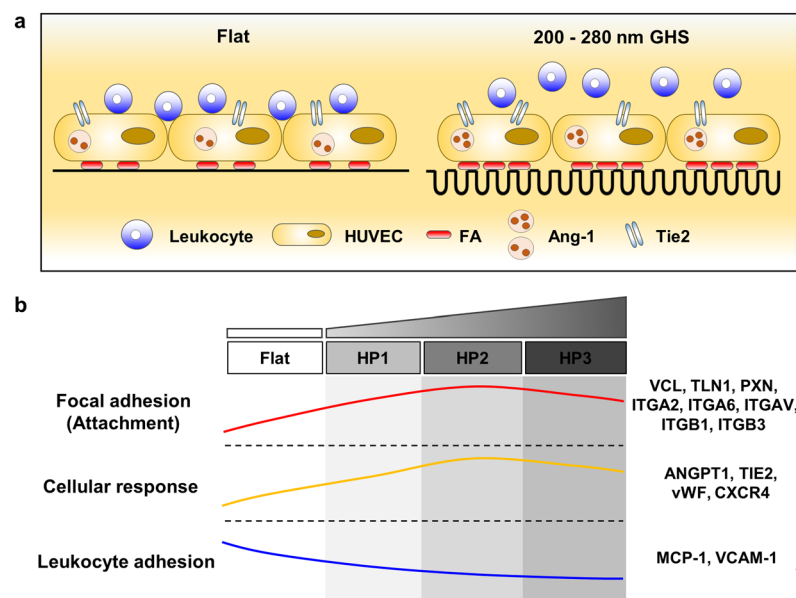 a
Flat
200 - 280 nm GHS
Leukocyte
HUVEC
FA
Ang-1
Tie2
b
Flat
HP1
HP2
HP3
Focal adhesion
(Attachment)
VCL, TLN1, PXN,
ITGA2, ITGA6, ITGAV,
ITGB1, ITGB3
Cellular response
ANGPT1, TIE2,
vWF, CXCR4
Leukocyte adhesion
MCP-1, VCAM-1